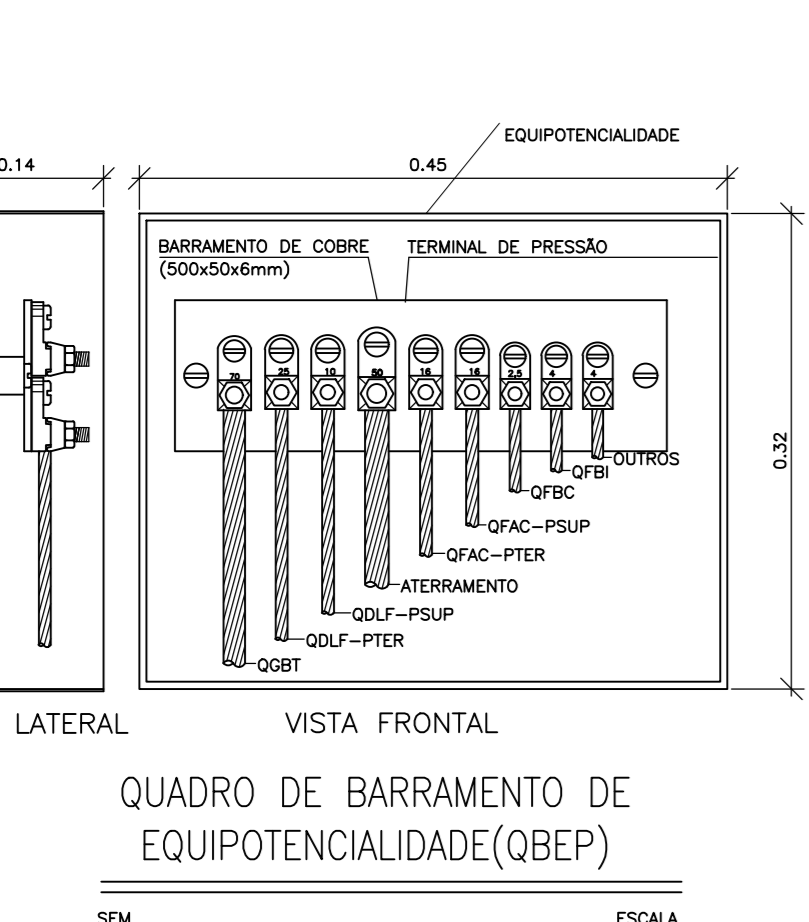 EQUIPOTENCIALIDADE
0.14
0.45
BARRAMENTO DE COBRE
(500x50x6mm)
TERMINAL DE PRESSÃO
70 25 10 50 16 16 2,5 4 4
0.32
OUTROS
QFBI
QFBC
QFAC-PSUP
QFAC-PTER
ATERRAMENTO
QDLF-PSUP
QDLF-PTER
QGBT
LATERAL
VISTA FRONTAL
QUADRO DE BARRAMENTO DE
EQUIPOTENCIALIDADE(QBEP)
SEM ESCALA